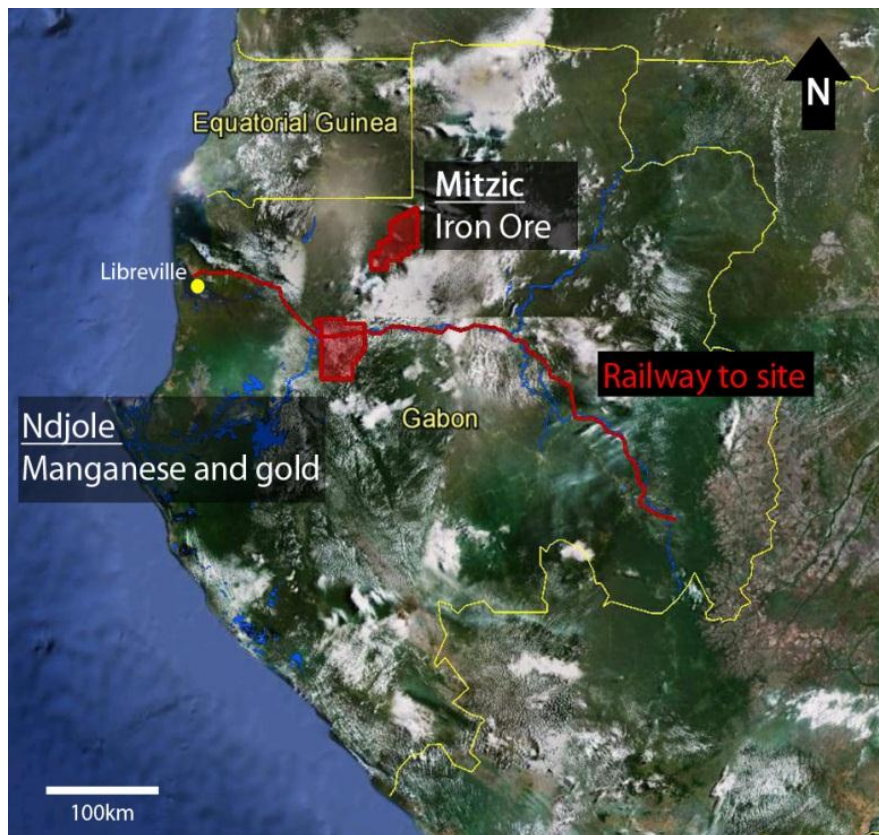 N
Equatorial Guinea
Mitzic
Iron Ore
Libreville
Railway to site
Ndjole
Manganese and gold
Gabon
100km